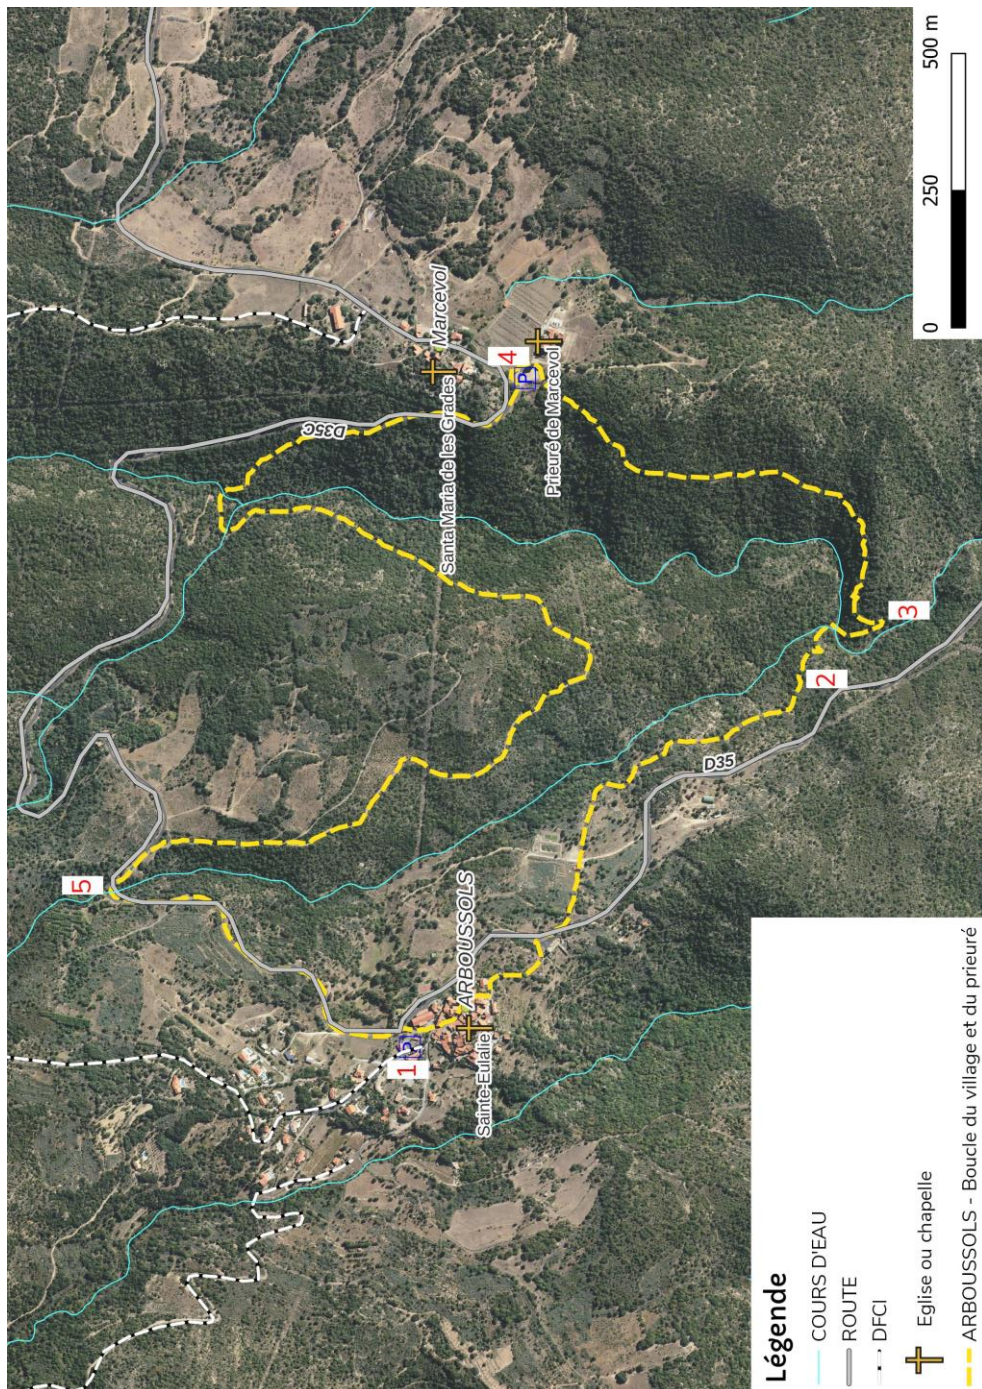 5
1
P
ARBOUSSOLS
Sainte-Eulalie
D35
2
3
D35C
Marcevol
Santa Maria de les Grades
4
P
Prieuré de Marcevol
Légende
COURS D'EAU
ROUTE
DFCI
Eglise ou chapelle
ARBOUSSOLS - Boucle du village et du prieuré
0 250 500 m